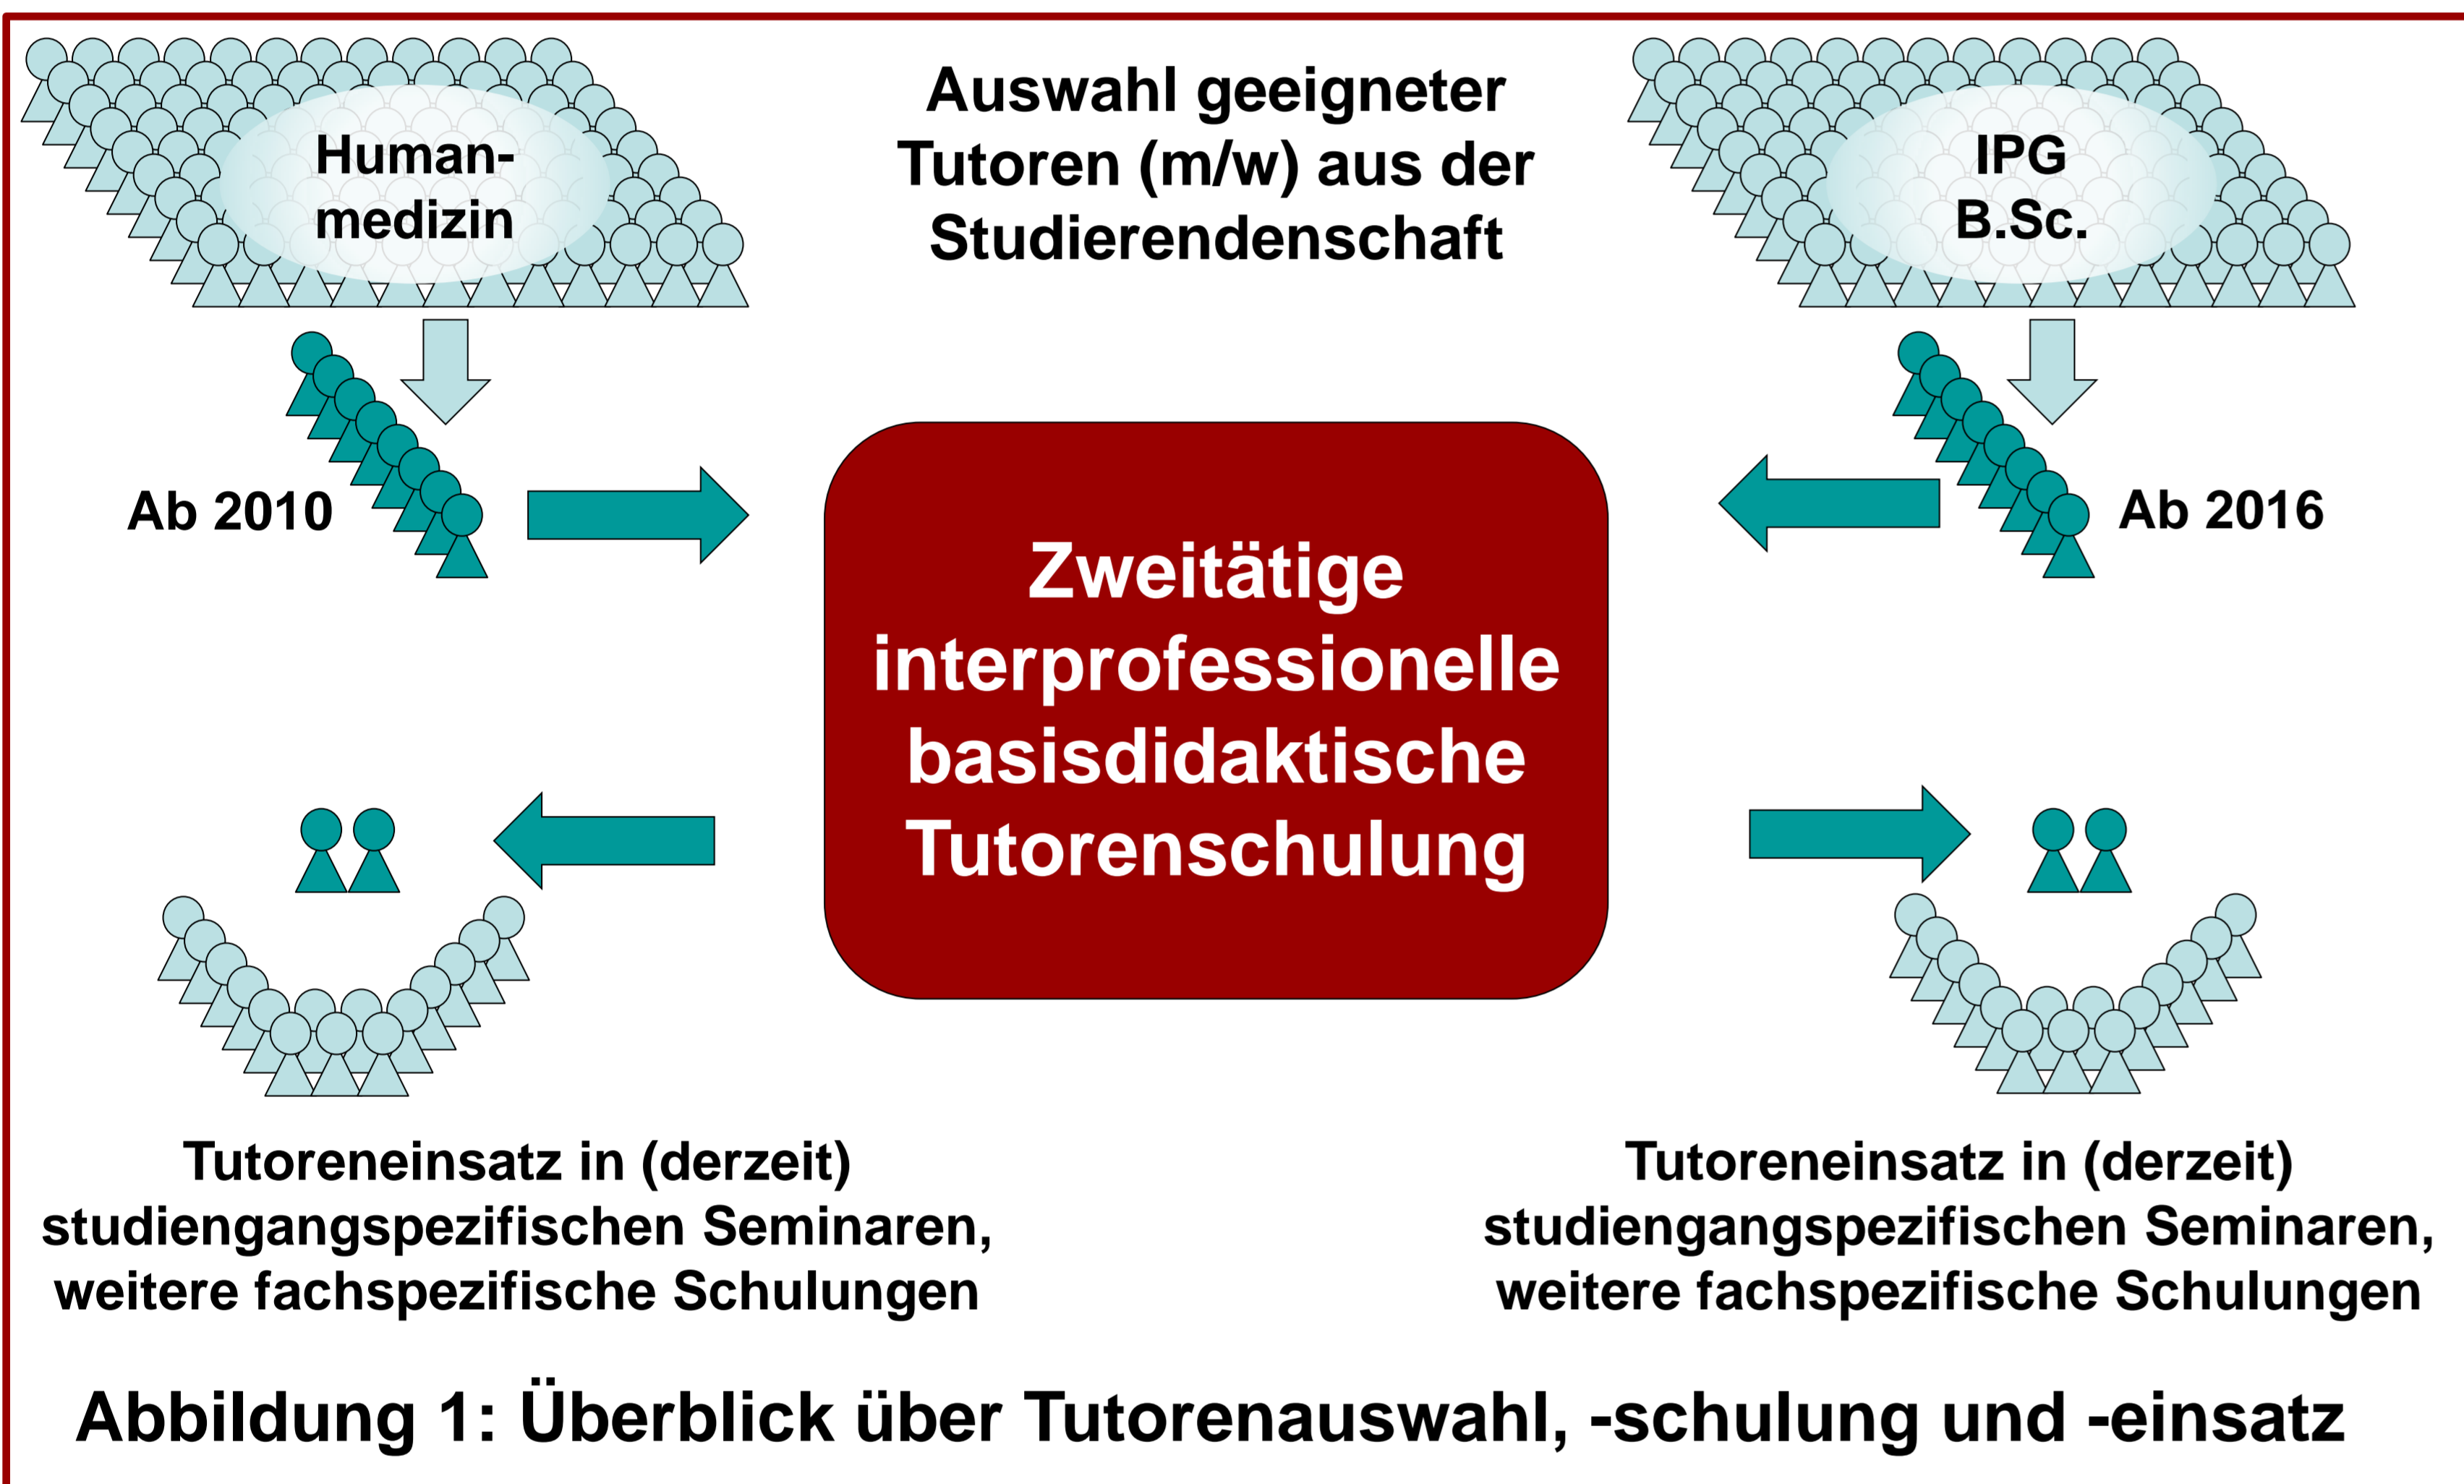 Human-
medizin
Auswahl geeigneter
Tutoren (m/w) aus der
Studierendenschaft
IPG
B.Sc.
Ab 2010
Ab 2016
Zweitätige
interprofessionelle
basisdidaktische
Tutorenschulung
Tutoreneinsatz in (derzeit)
studiengangspezifischen Seminaren,
weitere fachspezifische Schulungen
Tutoreneinsatz in (derzeit)
studiengangspezifischen Seminaren,
weitere fachspezifische Schulungen
Abbildung 1: Überblick über Tutorenauswahl, -schulung und -einsatz